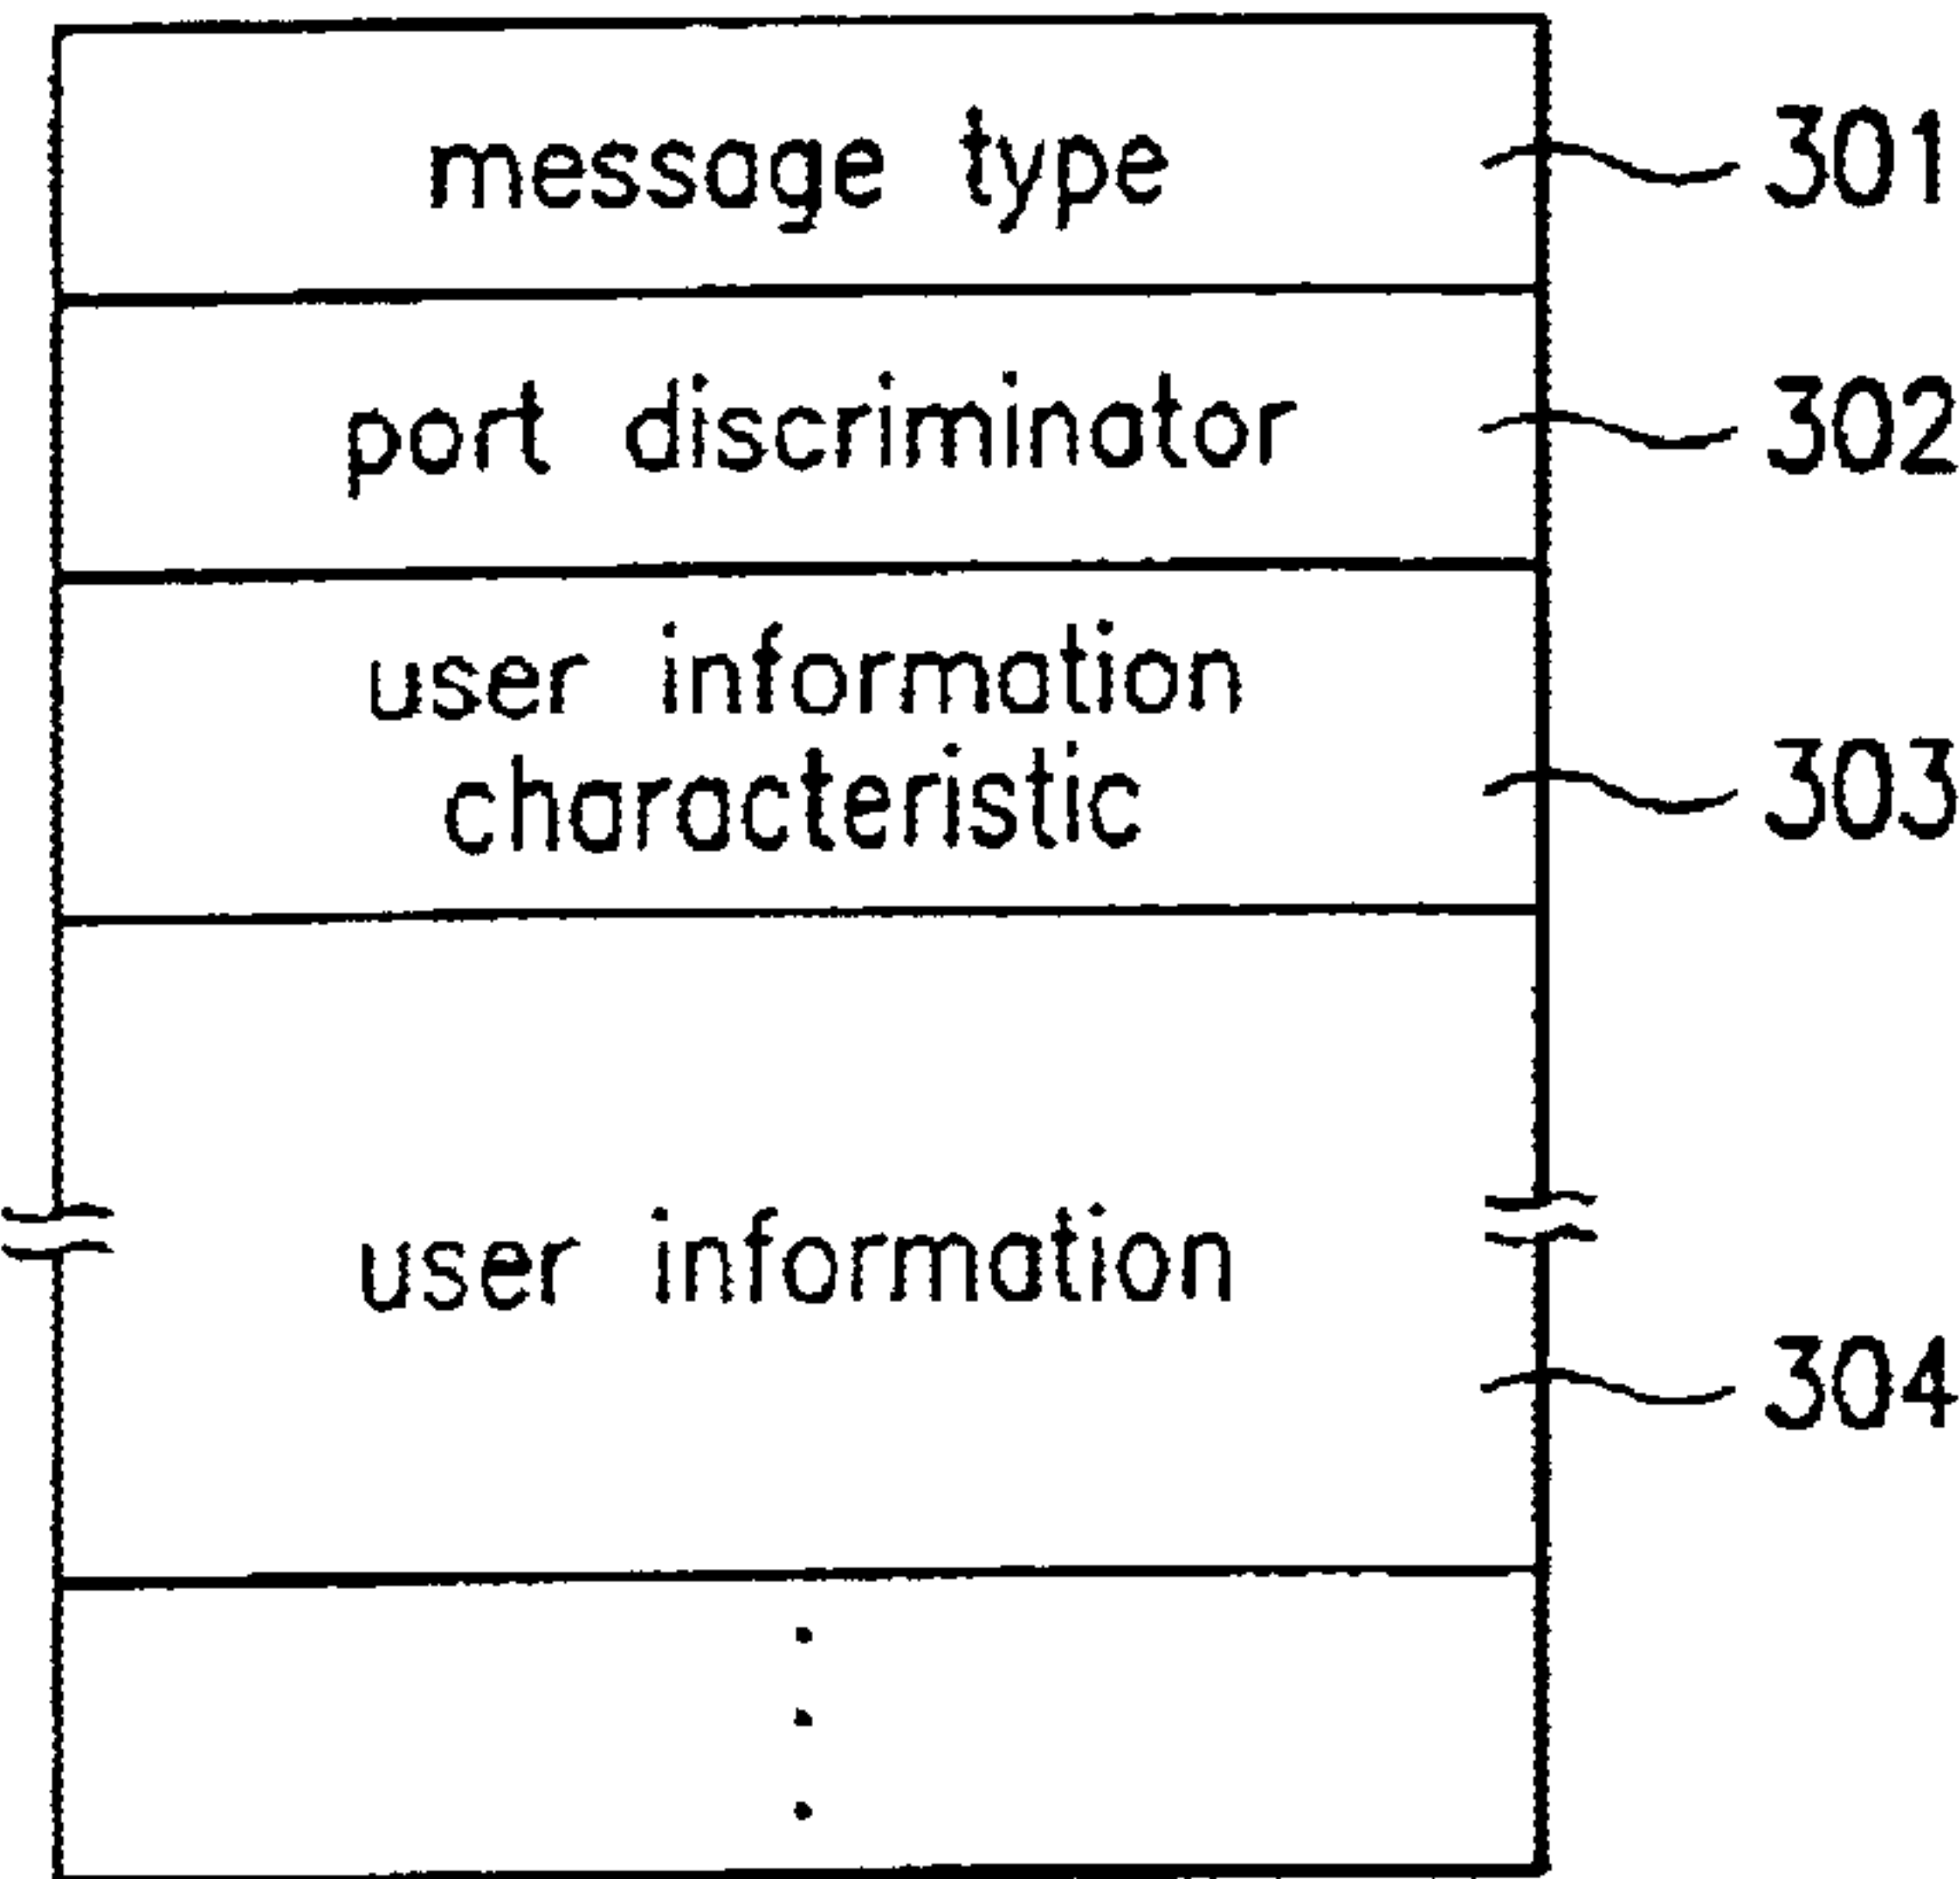 message type 301
port discriminator 302
user information
characteristic 303
user information
304